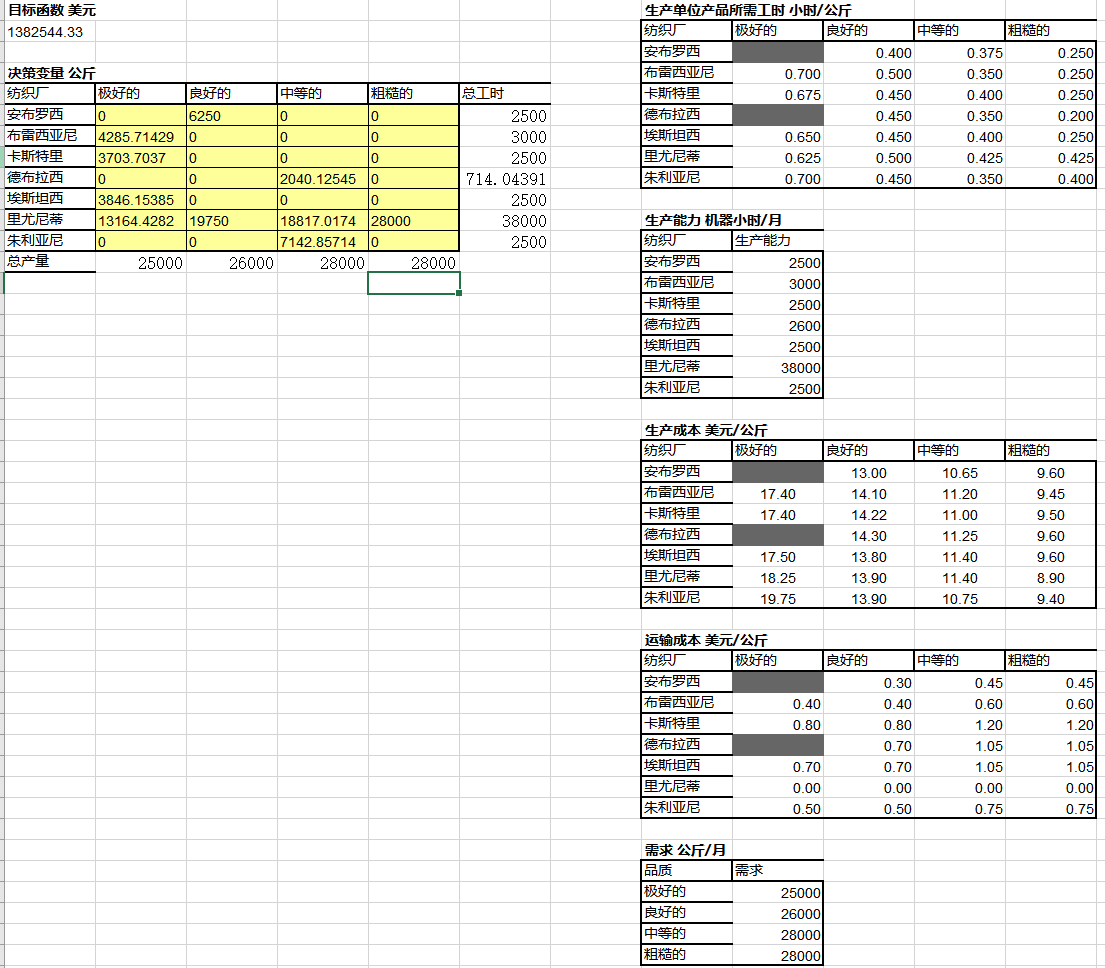 目标函数 美元
1382544.33
决策变量 公斤
纺织厂 极好的 良好的 中等的 粗糙的 总工时
安布罗西 0 6250 0 0 2500
布雷西亚尼 4285.71429 0 0 0 3000
卡斯特里 3703.7037 0 0 0 2500
德布拉西 0 0 2040.12545 0 714.04391
埃斯坦西 3846.15385 0 0 0 2500
里尤尼蒂 13164.4282 19750 18817.0174 28000 38000
朱利亚尼 0 0 7142.85714 0 2500
总产量 25000 26000 28000 28000
生产单位产品所需工时 小时/公斤
纺织厂 极好的 良好的 中等的 粗糙的
安布罗西 0.400 0.375 0.250
布雷西亚尼 0.700 0.500 0.350 0.250
卡斯特里 0.675 0.450 0.400 0.250
德布拉西 0.450 0.350 0.200
埃斯坦西 0.650 0.450 0.400 0.250
里尤尼蒂 0.625 0.500 0.425 0.425
朱利亚尼 0.700 0.450 0.350 0.400
生产能力 机器小时/月
纺织厂 生产能力
安布罗西 2500
布雷西亚尼 3000
卡斯特里 2500
德布拉西 2600
埃斯坦西 2500
里尤尼蒂 38000
朱利亚尼 2500
生产成本 美元/公斤
纺织厂 极好的 良好的 中等的 粗糙的
安布罗西 13.00 10.65 9.60
布雷西亚尼 17.40 14.10 11.20 9.45
卡斯特里 17.40 14.22 11.00 9.50
德布拉西 14.30 11.25 9.60
埃斯坦西 17.50 13.80 11.40 9.60
里尤尼蒂 18.25 13.90 11.40 8.90
朱利亚尼 19.75 13.90 10.75 9.40
运输成本 美元/公斤
纺织厂 极好的 良好的 中等的 粗糙的
安布罗西 0.30 0.45 0.45
布雷西亚尼 0.40 0.40 0.60 0.60
卡斯特里 0.80 0.80 1.20 1.20
德布拉西 0.70 1.05 1.05
埃斯坦西 0.70 0.70 1.05 1.05
里尤尼蒂 0.00 0.00 0.00 0.00
朱利亚尼 0.50 0.50 0.75 0.75
需求 公斤/月
品质 需求
极好的 25000
良好的 26000
中等的 28000
粗糙的 28000